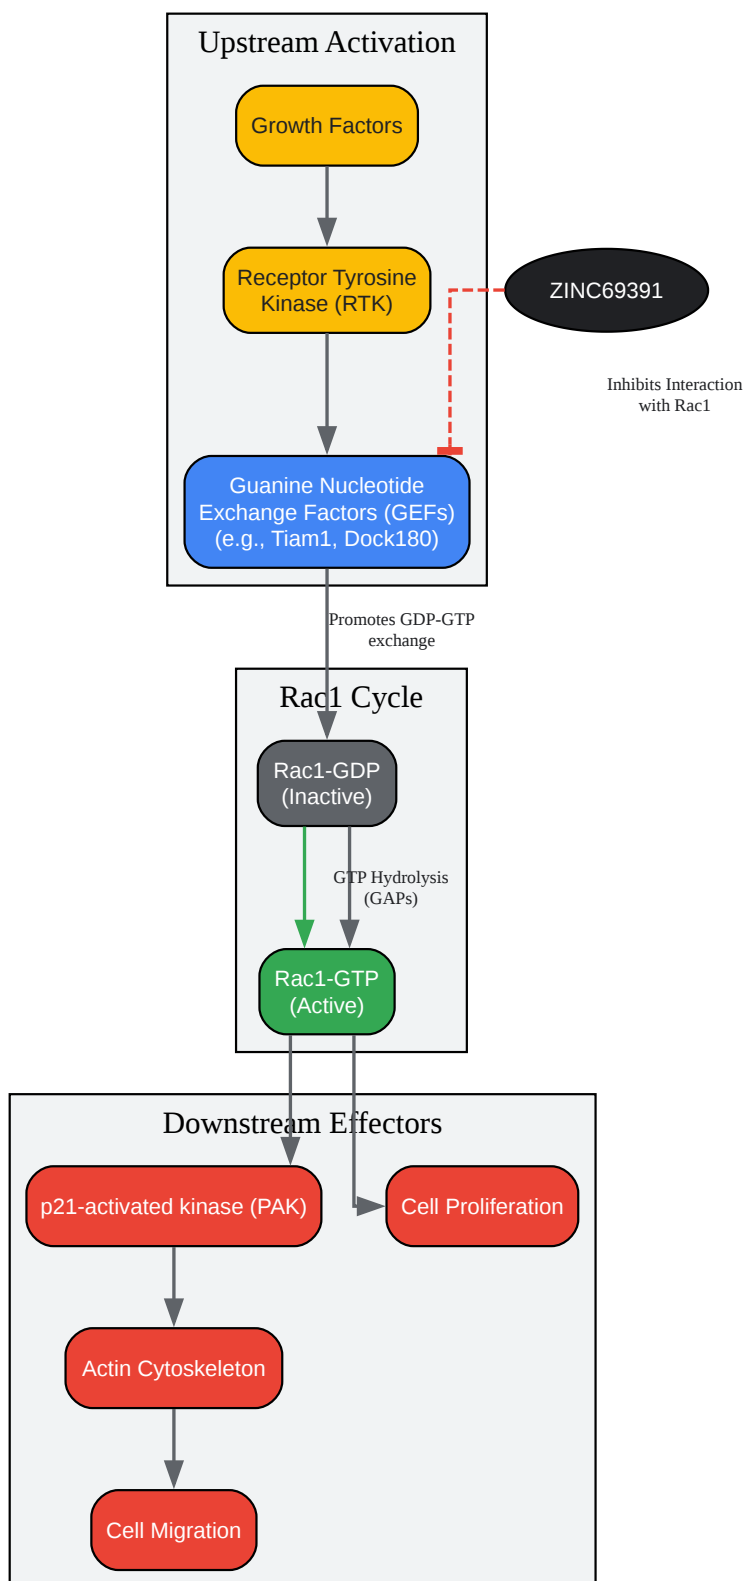 Upstream Activation
Growth Factors
Receptor Tyrosine
Kinase (RTK)
ZINC69391
Inhibits Interaction
with Rac1
Guanine Nucleotide
Exchange Factors (GEFs)
(e.g., Tiam1, Dock180)
Promotes GDP-GTP
exchange
Rac1 Cycle
Rac1-GDP
(Inactive)
GTP Hydrolysis
(GAPs)
Rac1-GTP
(Active)
Downstream Effectors
p21-activated kinase (PAK)
Cell Proliferation
Actin Cytoskeleton
Cell Migration